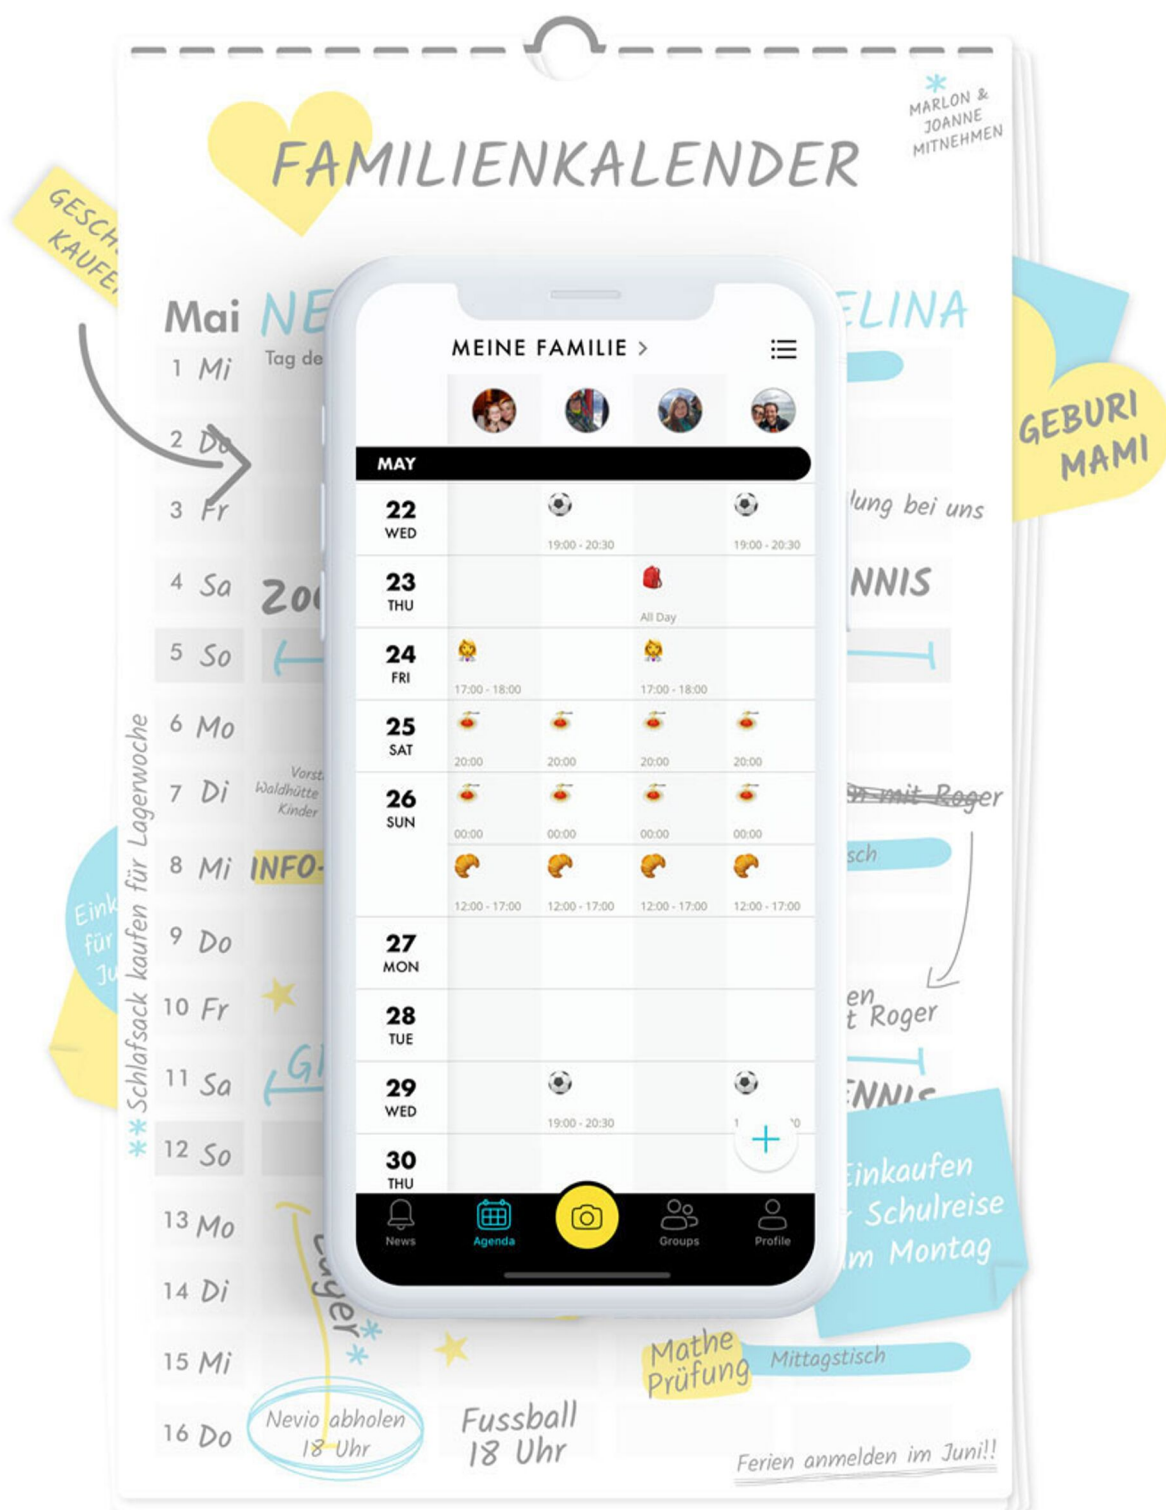 MARLON &
JOANNE
MITNEHMEN
FAMILIENKALENDER
KAUFE
Mai
ELINA
GEBURI
MAMI
1 Mi
Tag de
2 Do
3 Fr
bei uns
4 Sa
5 So
6 Mo
7 Di
Waldhütte
Kinder
mit Roger
8 Mi
INFO-
9 Do
10 Fr
Roger
11 Sa
12 So
13 Mo
14 Di
15 Mi
16 Do
** Schlafsack kaufen für Lagerwoche
für
MEINE FAMILIE >
MAY
22
WED
19:00 - 20:30
19:00 - 20:30
23
THU
All Day
24
FRI
17:00 - 18:00
17:00 - 18:00
25
SAT
20:00
20:00
20:00
20:00
26
SUN
00:00
00:00
00:00
00:00
12:00 - 17:00
12:00 - 17:00
12:00 - 17:00
12:00 - 17:00
27
MON
28
TUE
29
WED
19:00 - 20:30
30
THU
News
Agenda
Groups
Profile
Einkaufen
Schulreise
Montag
Lager **
Mathe
Prüfung
Mittagstisch
Nevio abholen
18 Uhr
Fussball
18 Uhr
Ferien anmelden im Juni!!